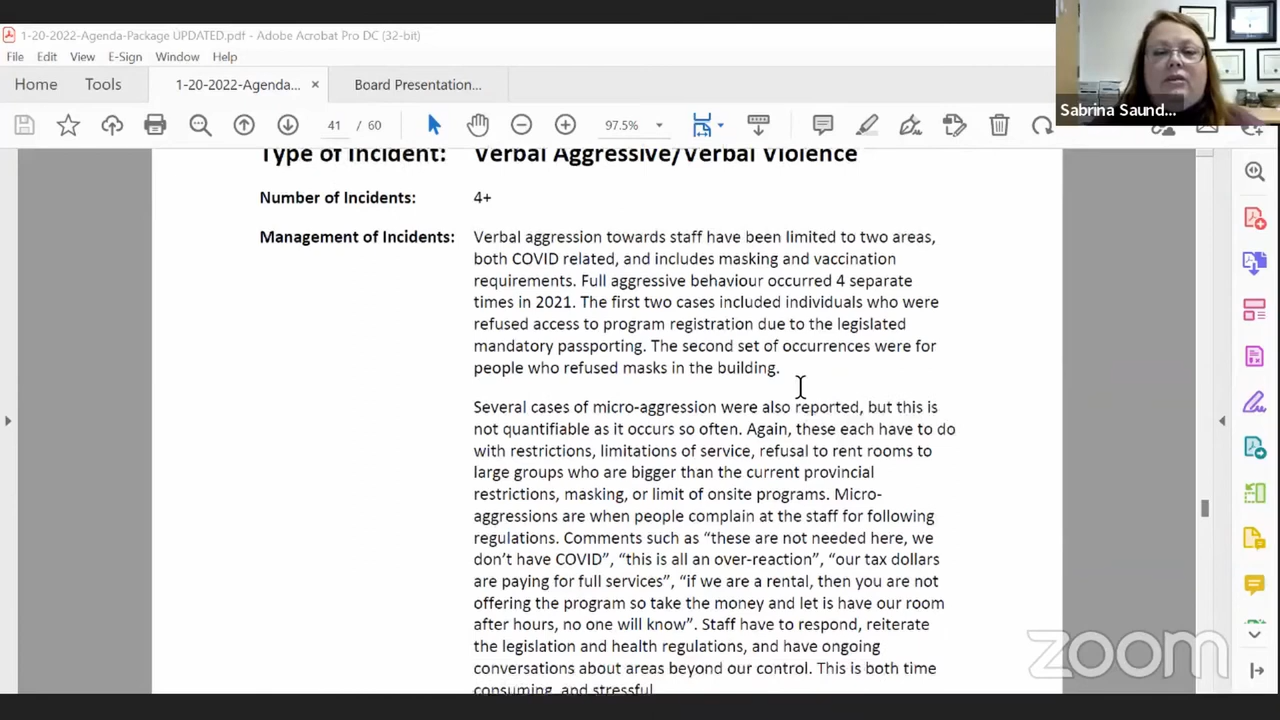 1-20-2022-Agenda-Package UPDATED.pdf - Adobe Acrobat Pro DC (32-bit)
File Edit View E-Sign Window Help
Home Tools 1-20-2022-Agenda... × Board Presentation...
41 / 60 97.5%
Sabrina Saund...
Type of Incident: Verbal Aggressive/Verbal Violence
Number of Incidents: 4+
Management of Incidents: Verbal aggression towards staff have been limited to two areas,
both COVID related, and includes masking and vaccination
requirements. Full aggressive behaviour occurred 4 separate
times in 2021. The first two cases included individuals who were
refused access to program registration due to the legislated
mandatory passporting. The second set of occurrences were for
people who refused masks in the building.
Several cases of micro-aggression were also reported, but this is
not quantifiable as it occurs so often. Again, these each have to do
with restrictions, limitations of service, refusal to rent rooms to
large groups who are bigger than the current provincial
restrictions, masking, or limit of onsite programs. Micro-
aggressions are when people complain at the staff for following
regulations. Comments such as “these are not needed here, we
don’t have COVID”, “this is all an over-reaction”, “our tax dollars
are paying for full services”, “if we are a rental, then you are not
offering the program so take the money and let is have our room
after hours, no one will know”. Staff have to respond, reiterate
the legislation and health regulations, and have ongoing
conversations about areas beyond our control. This is both time
consuming, and stressful
zoom